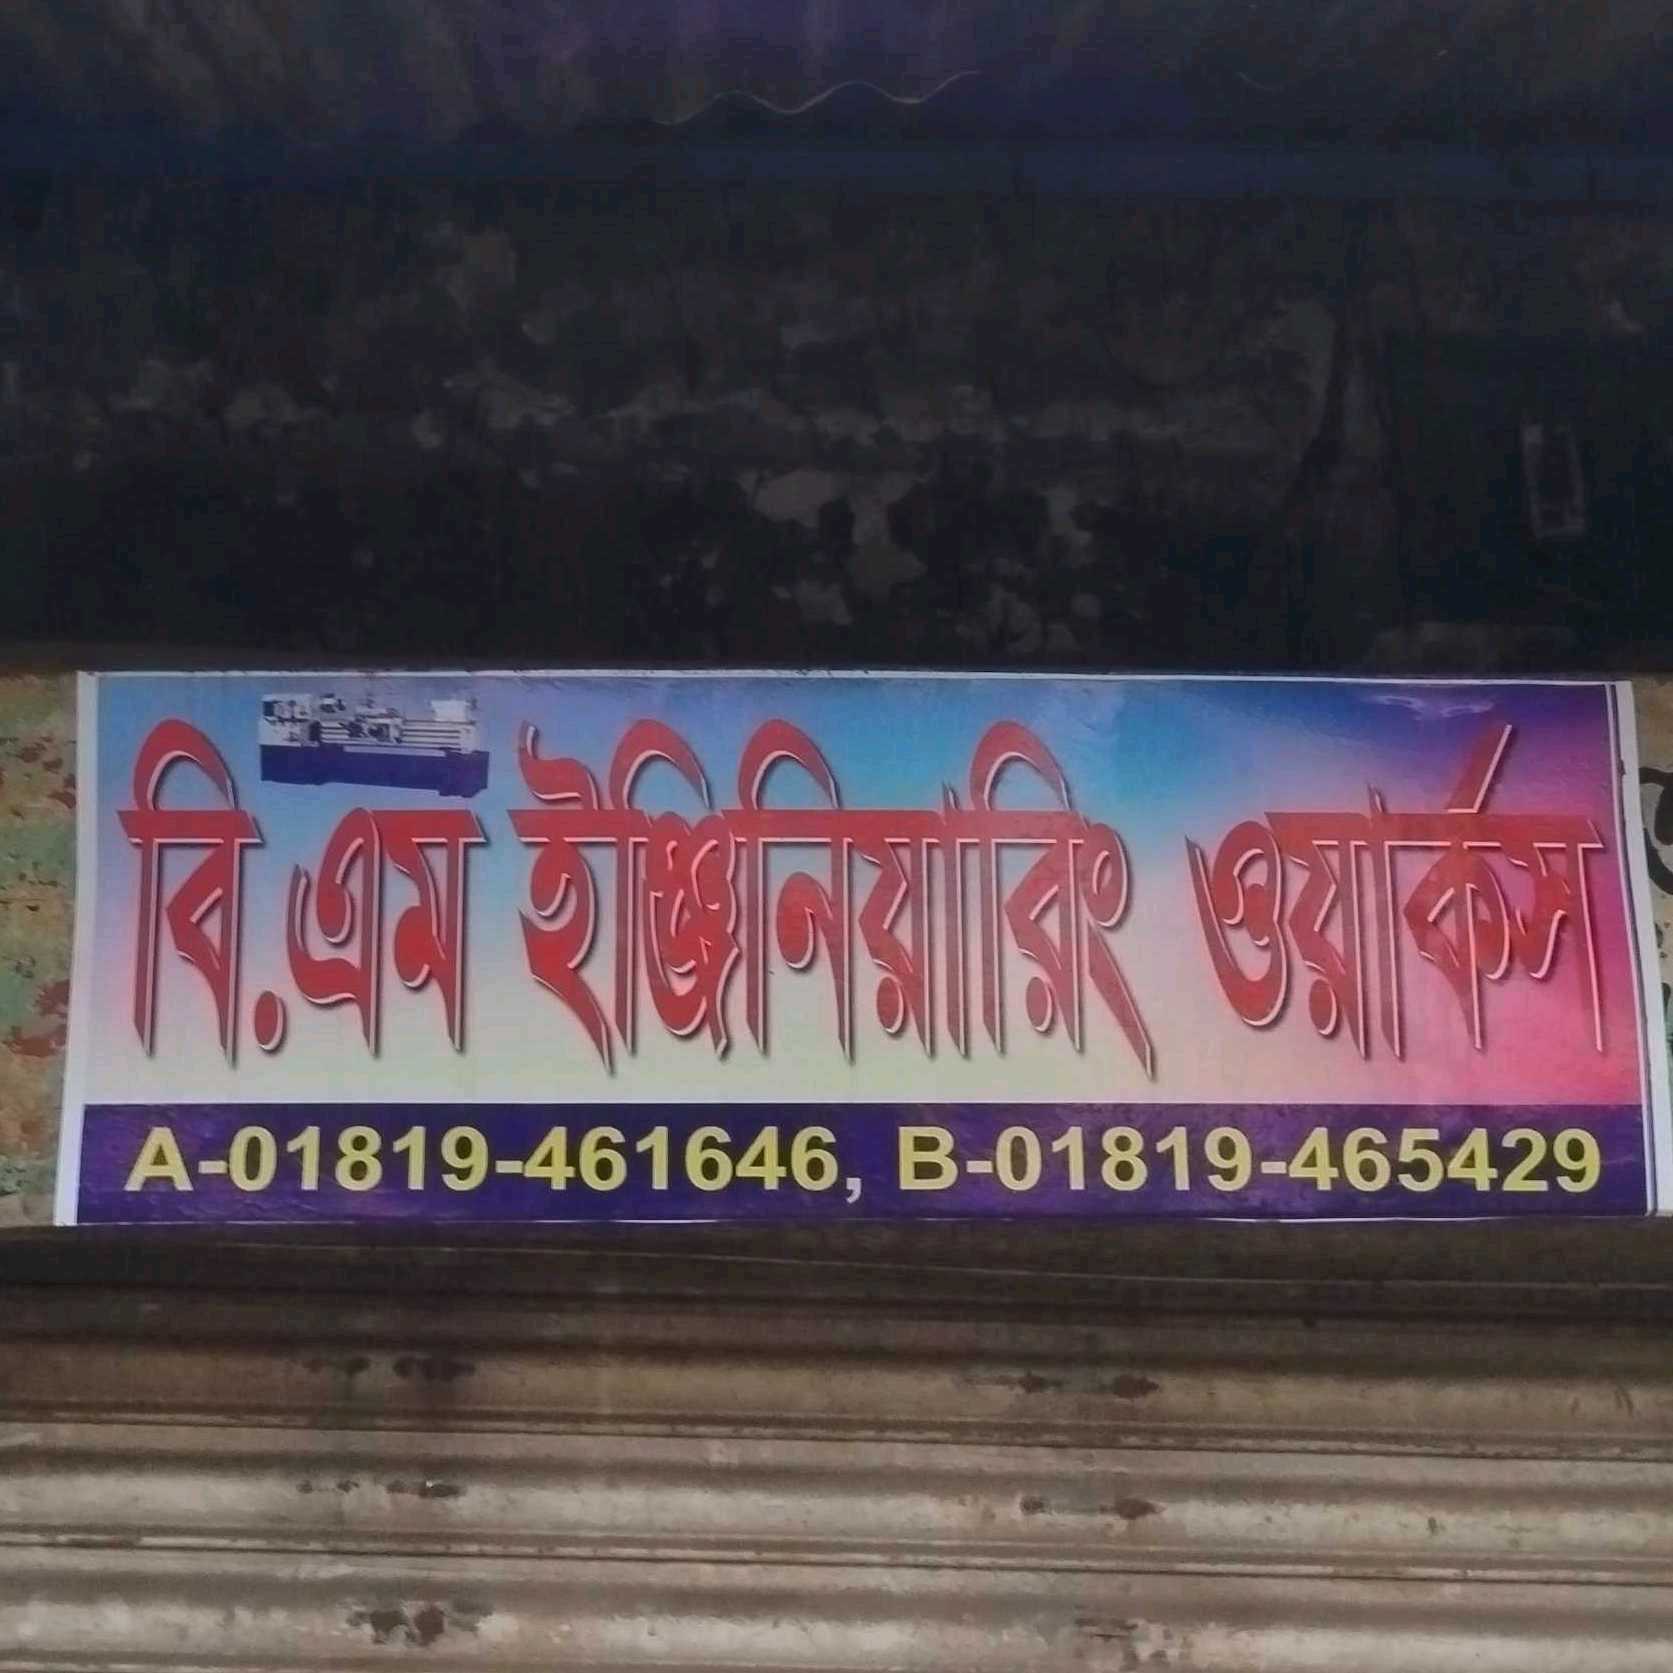 বি.এম ইঞ্জিনিয়ারিং ওয়ার্কস
A-01819-461646, B-01819-465429